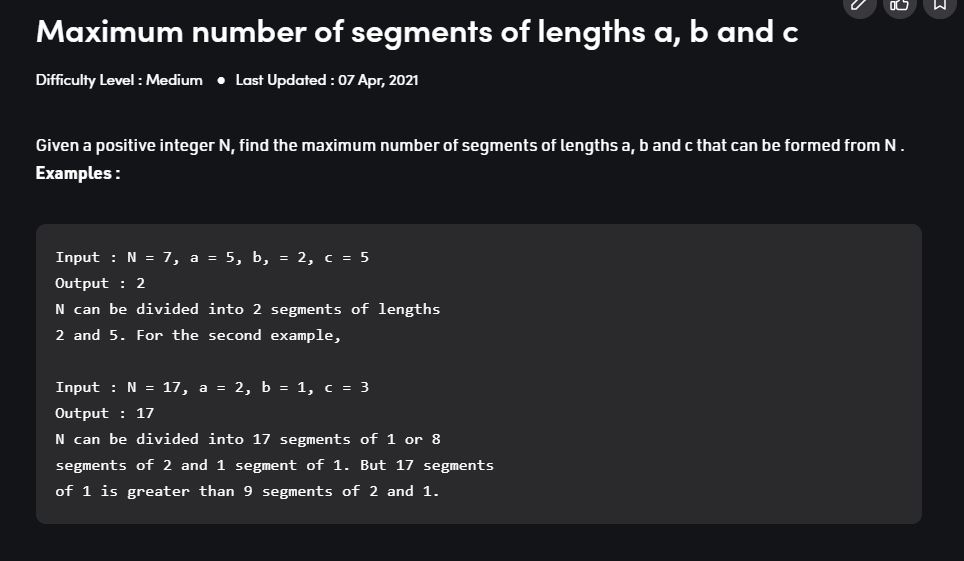 Maximum number of segments of lengths a, b and c
Difficulty Level : Medium • Last Updated : 07 Apr, 2021
Given a positive integer N, find the maximum number of segments of lengths a, b and c that can be formed from N .
Examples :
Input : N = 7, a = 5, b, = 2, c = 5
Output : 2
N can be divided into 2 segments of lengths
2 and 5. For the second example,
Input : N = 17, a = 2, b = 1, c = 3
Output : 17
N can be divided into 17 segments of 1 or 8
segments of 2 and 1 segment of 1. But 17 segments
of 1 is greater than 9 segments of 2 and 1.